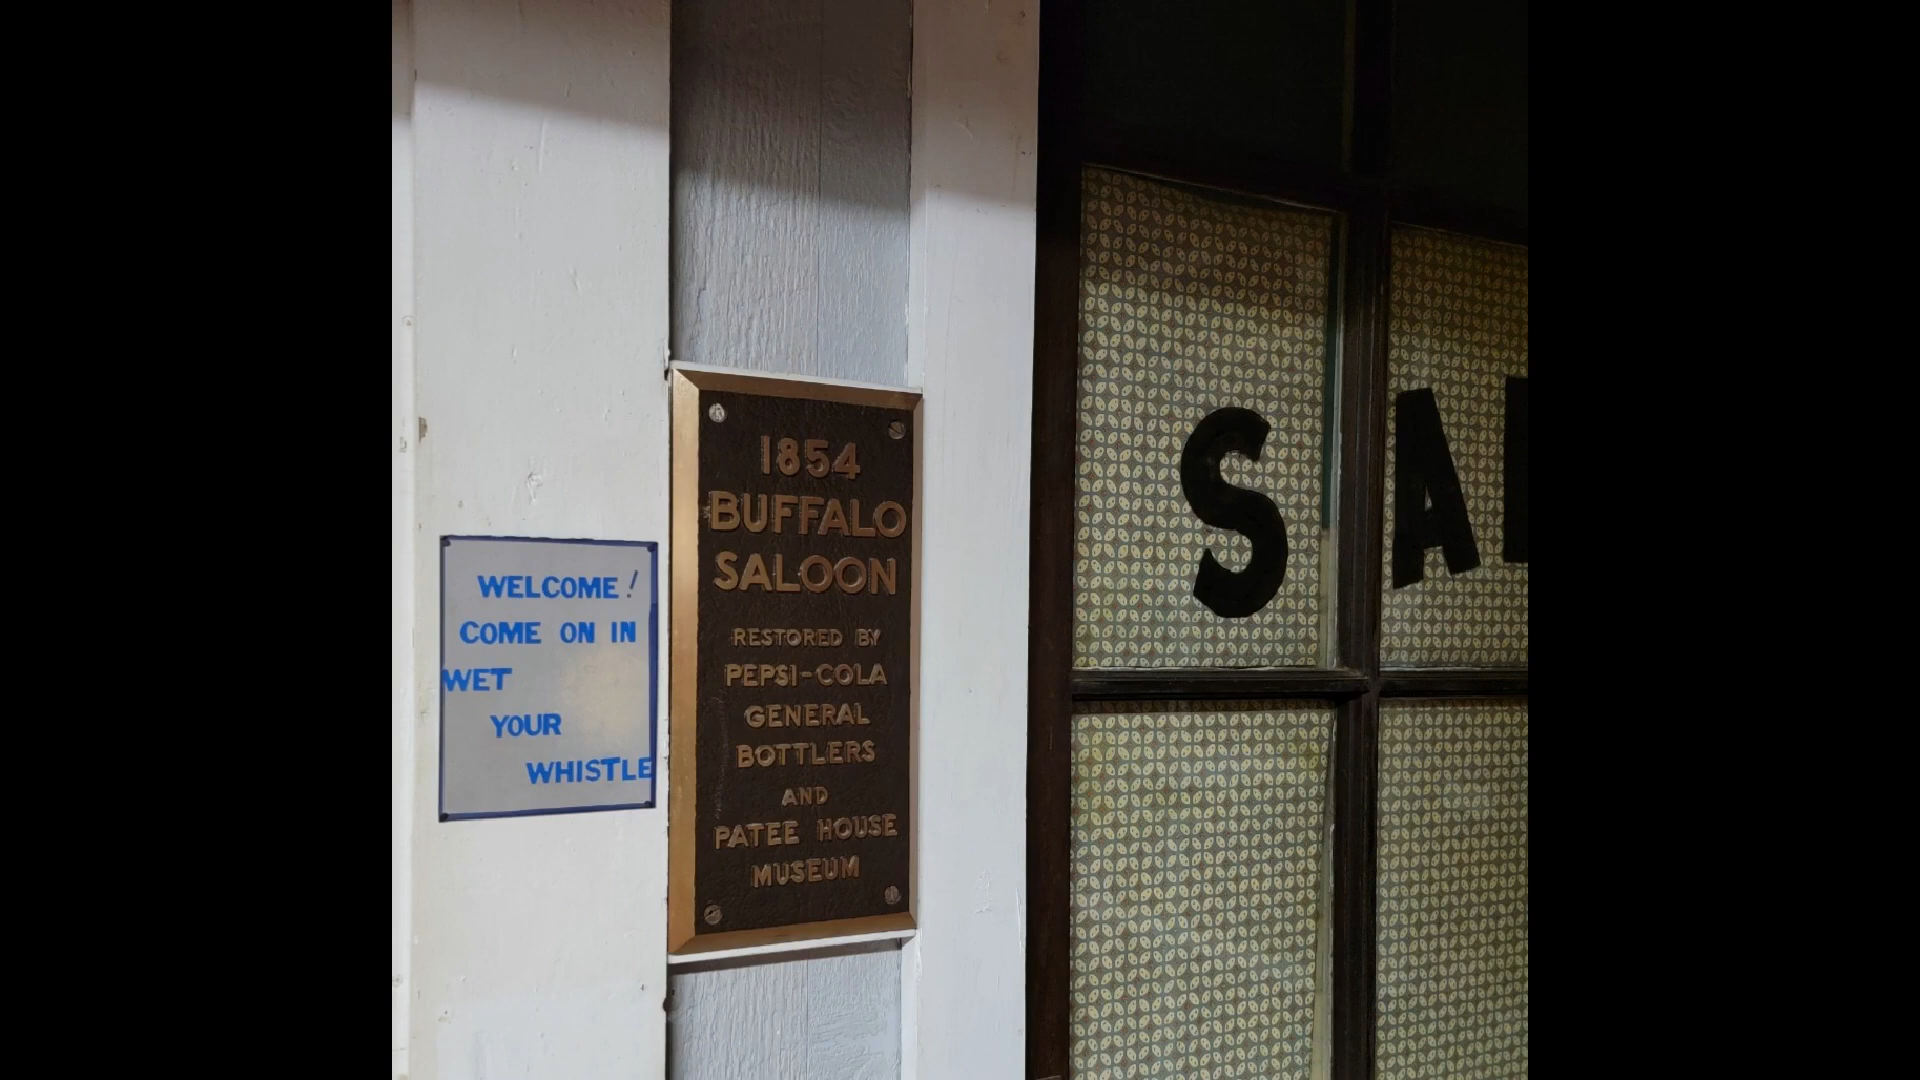 WELCOME!
COME ON IN
WET
YOUR
WHISTLE
1854
BUFFALO
SALOON
RESTORED BY
PEPSI-COLA
GENERAL
BOTTLERS
AND
PATEE HOUSE
MUSEUM
SA